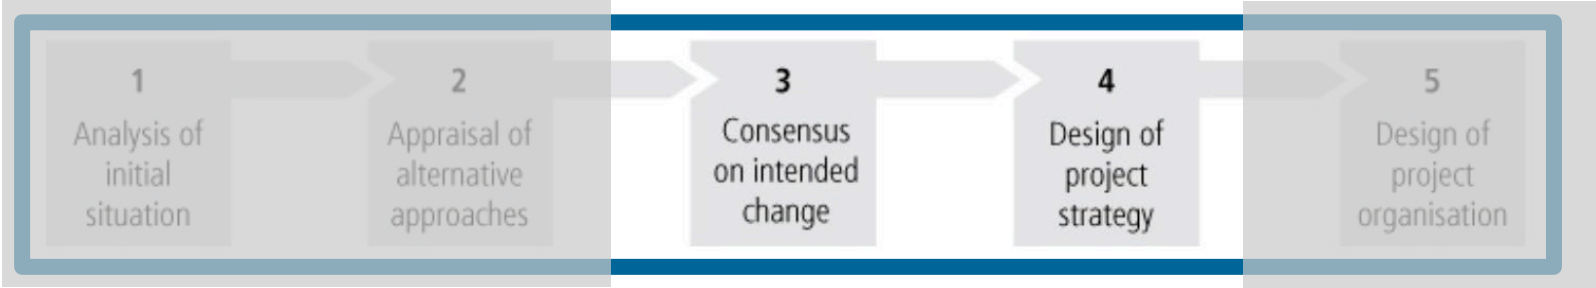 1
Analysis of
initial
situation
2
Appraisal of
alternative
approaches
3
Consensus
on intended
change
4
Design of
project
strategy
5
Design of
project
organisation